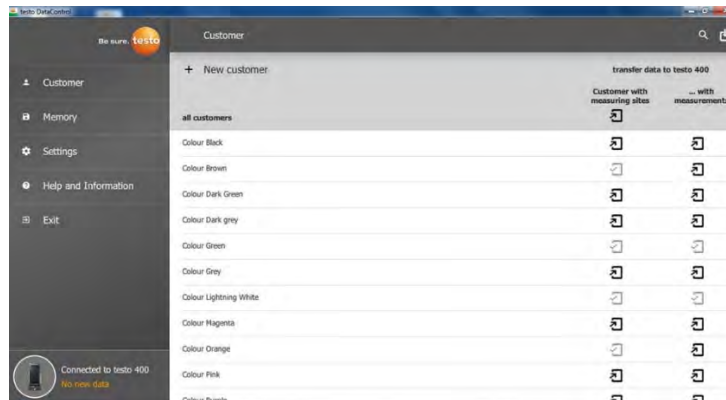 testo DataControl
Be sure. testo
Customer
Memory
Settings
Help and Information
Exit
Connected to testo 400
No new data
Customer
+ New customer
transfer data to testo 400
Customer with
measuring sites
... with
measurements
all customers
Colour Black
Colour Brown
Colour Dark Green
Colour Dark grey
Colour Green
Colour Grey
Colour Lightning White
Colour Magenta
Colour Orange
Colour Pink
Colour Purple